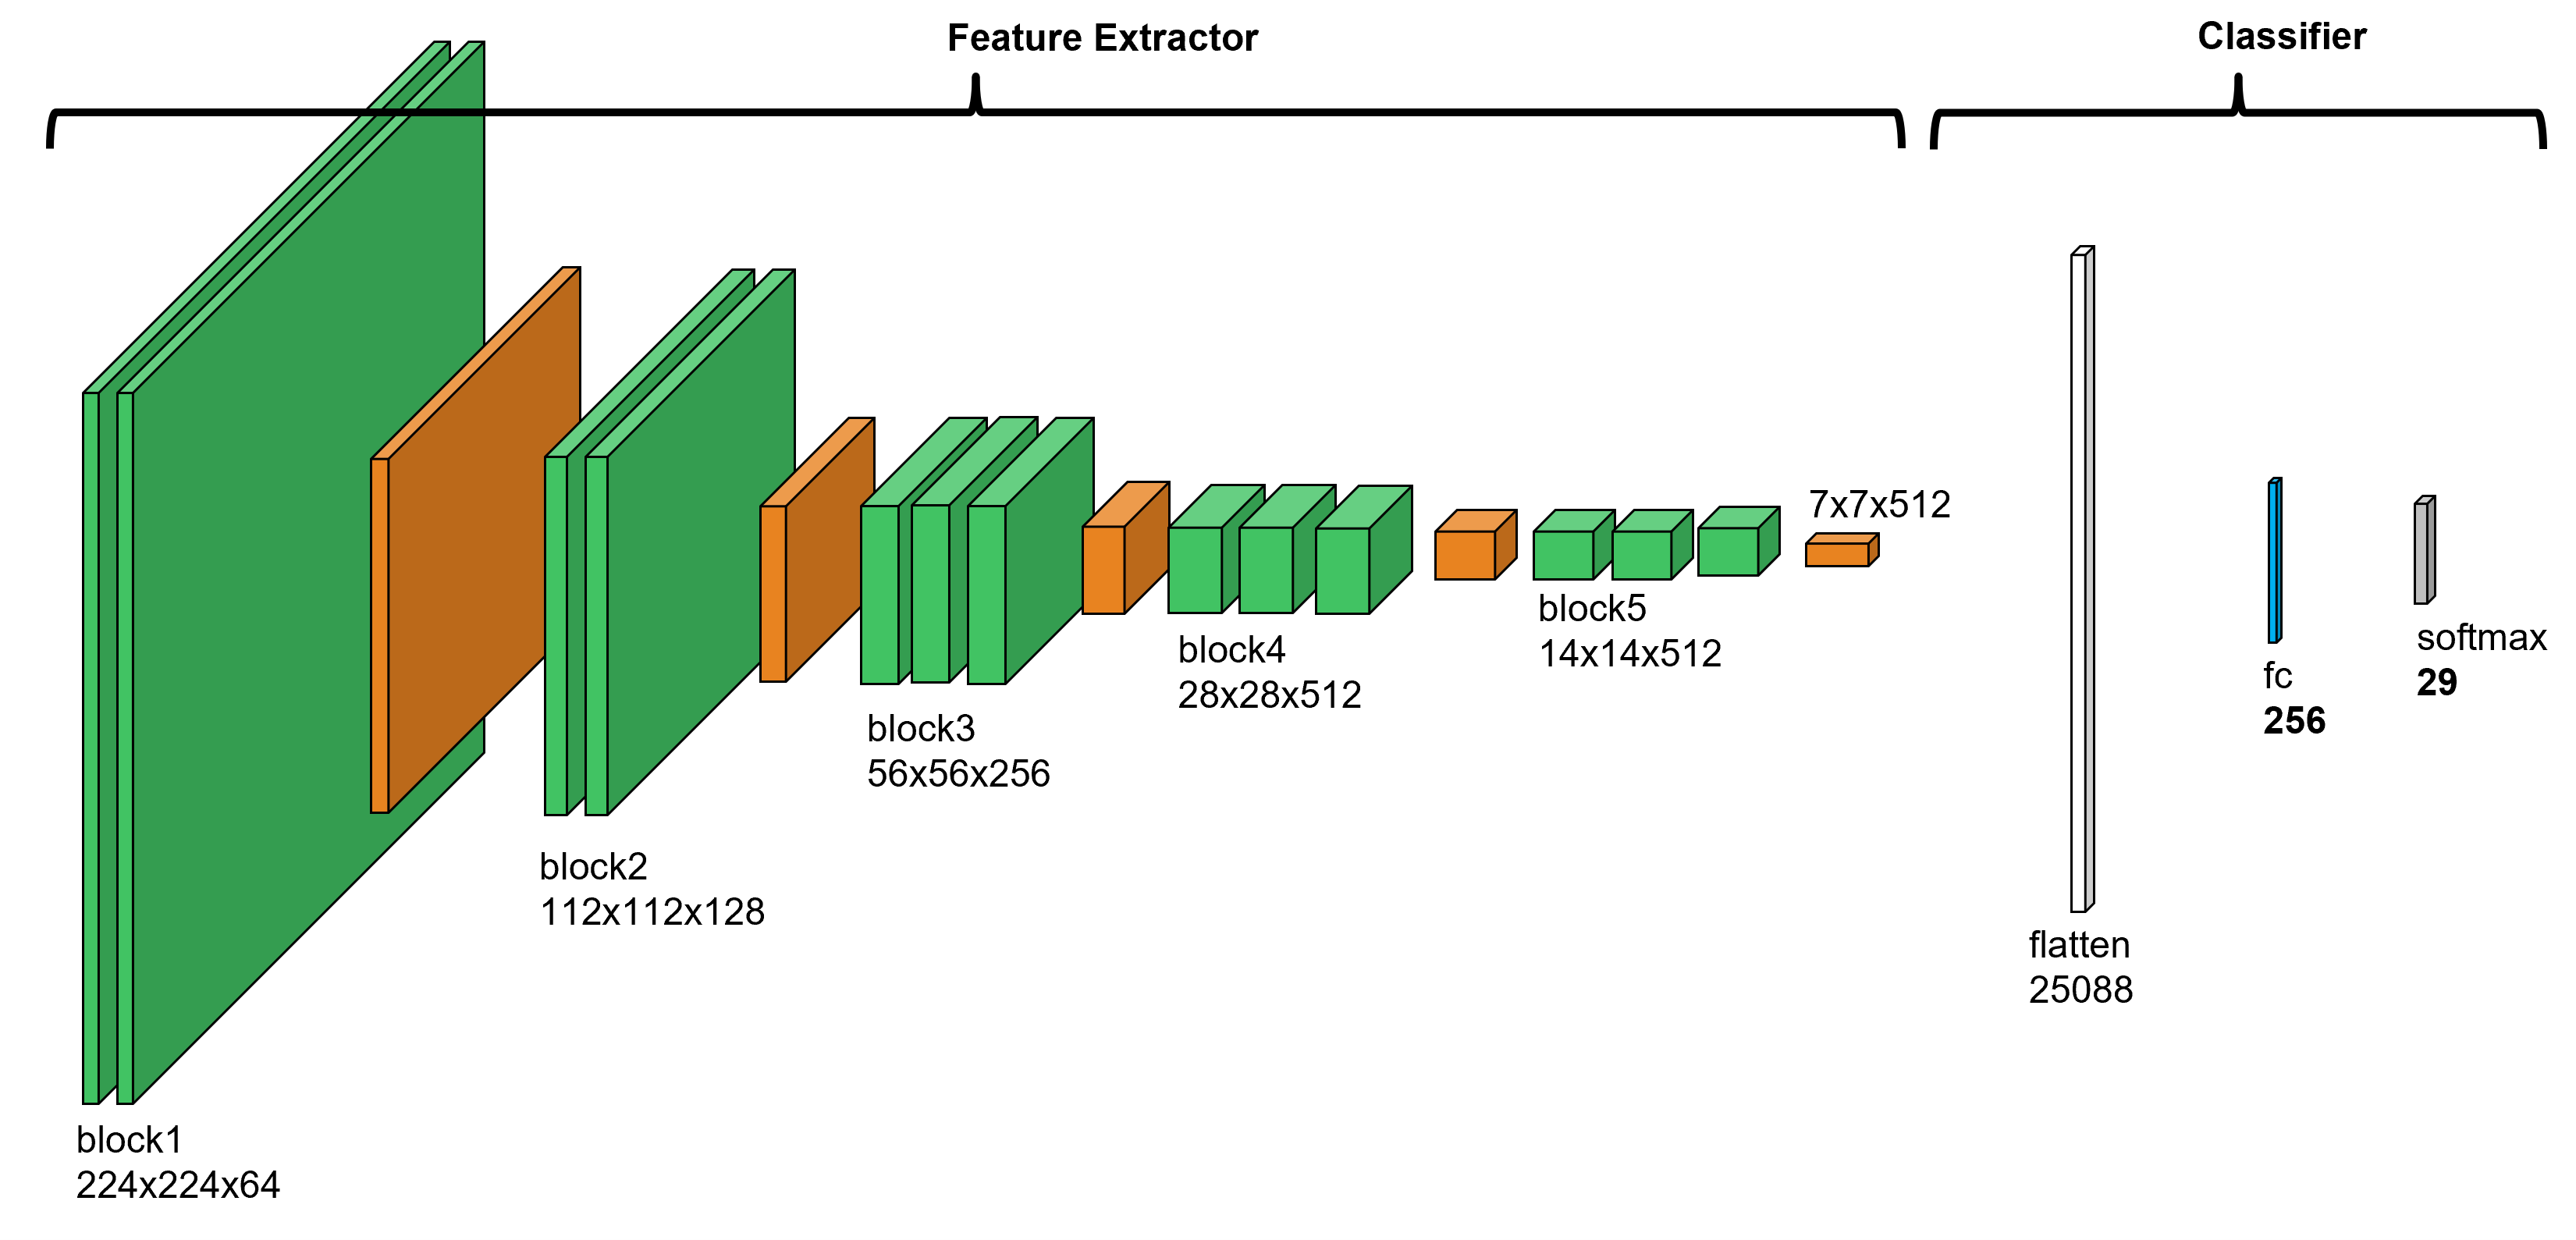 Feature Extractor
Classifier
block1
224x224x64
block2
112x112x128
block3
56x56x256
block4
28x28x512
block5
14x14x512
7x7x512
flatten
25088
fc
256
softmax
29